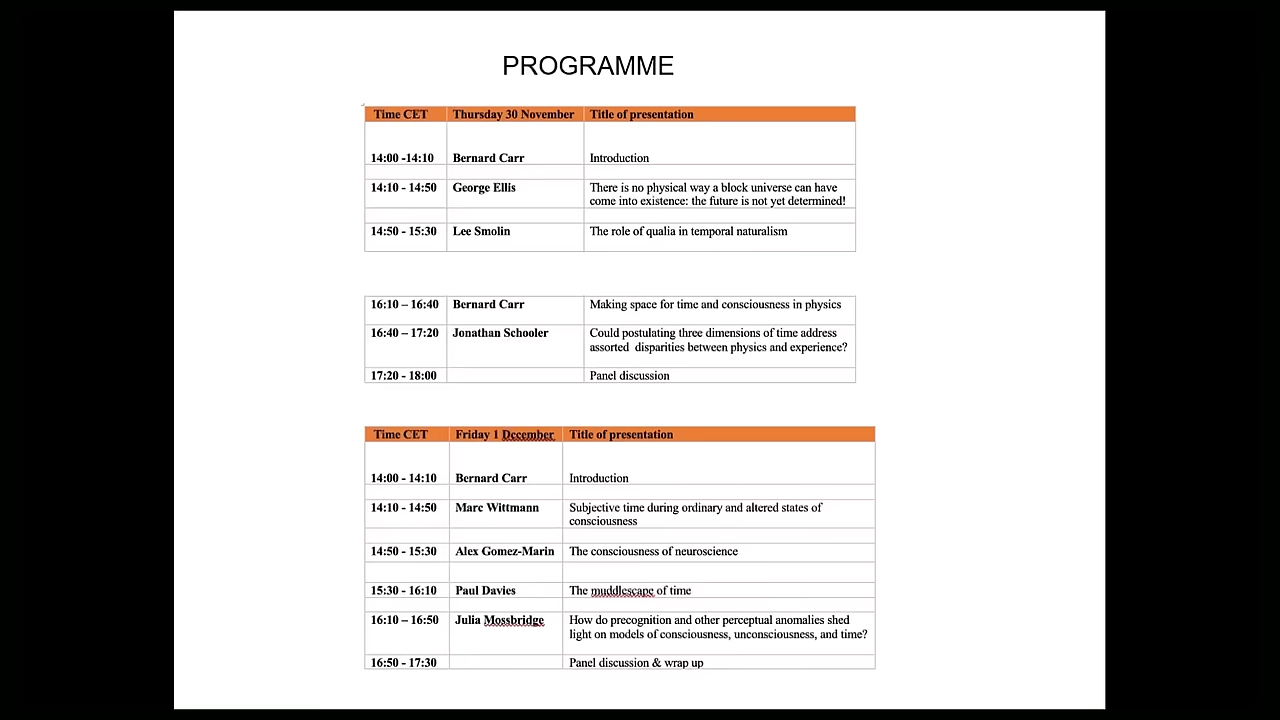 PROGRAMME
Time CET Thursday 30 November Title of presentation
14:00 -14:10 Bernard Carr Introduction
14:10 - 14:50 George Ellis There is no physical way a block universe can have
come into existence: the future is not yet determined!
14:50 - 15:30 Lee Smolin The role of qualia in temporal naturalism
16:10 – 16:40 Bernard Carr Making space for time and consciousness in physics
16:40 – 17:20 Jonathan Schooler Could postulating three dimensions of time address
assorted disparities between physics and experience?
17:20 - 18:00 Panel discussion
Time CET Friday 1 December Title of presentation
14:00 - 14:10 Bernard Carr Introduction
14:10 - 14:50 Marc Wittmann Subjective time during ordinary and altered states of
consciousness
14:50 - 15:30 Alex Gomez-Marin The consciousness of neuroscience
15:30 - 16:10 Paul Davies The muddlescape of time
16:10 – 16:50 Julia Mossbridge How do precognition and other perceptual anomalies shed
light on models of consciousness, unconsciousness, and time?
16:50 - 17:30 Panel discussion & wrap up